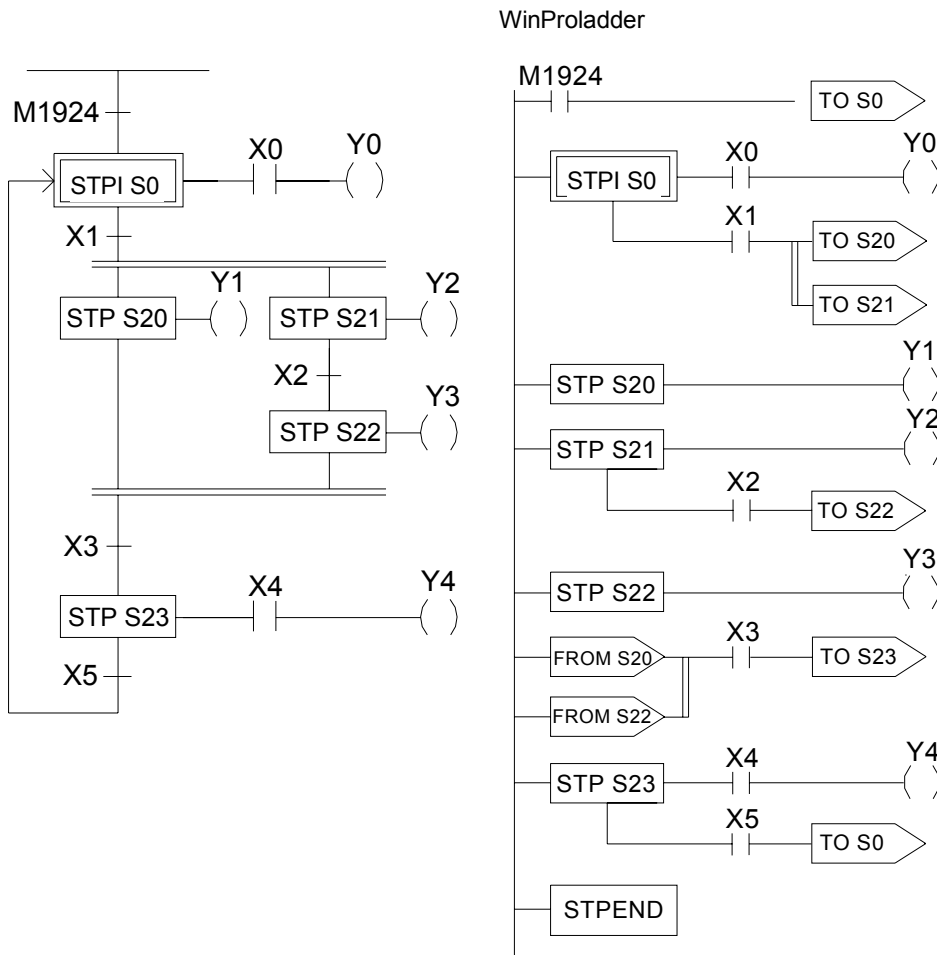 WinProladder
M1924
STPI S0
X0
Y0
X1
STP S20
Y1
STP S21
Y2
X2
STP S22
Y3
X3
STP S23
X4
Y4
X5
M1924
TO S0
STPI S0
X0
Y0
X1
TO S20
TO S21
STP S20
Y1
STP S21
Y2
X2
TO S22
STP S22
Y3
FROM S20
X3
TO S23
FROM S22
STP S23
X4
Y4
X5
TO S0
STPEND